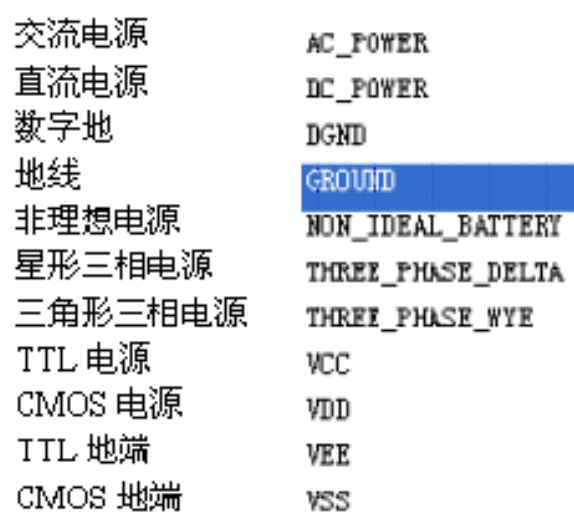 交流电源 AC_POWER
直流电源 DC_POWER
数字地 DGND
地线 GROUND
非理想电源 NON_IDEAL_BATTERY
星形三相电源 THREE_PHASE_DELTA
三角形三相电源 THREE_PHASE_WYE
TTL 电源 VCC
CMOS 电源 VDD
TTL 地端 VEE
CMOS 地端 VSS